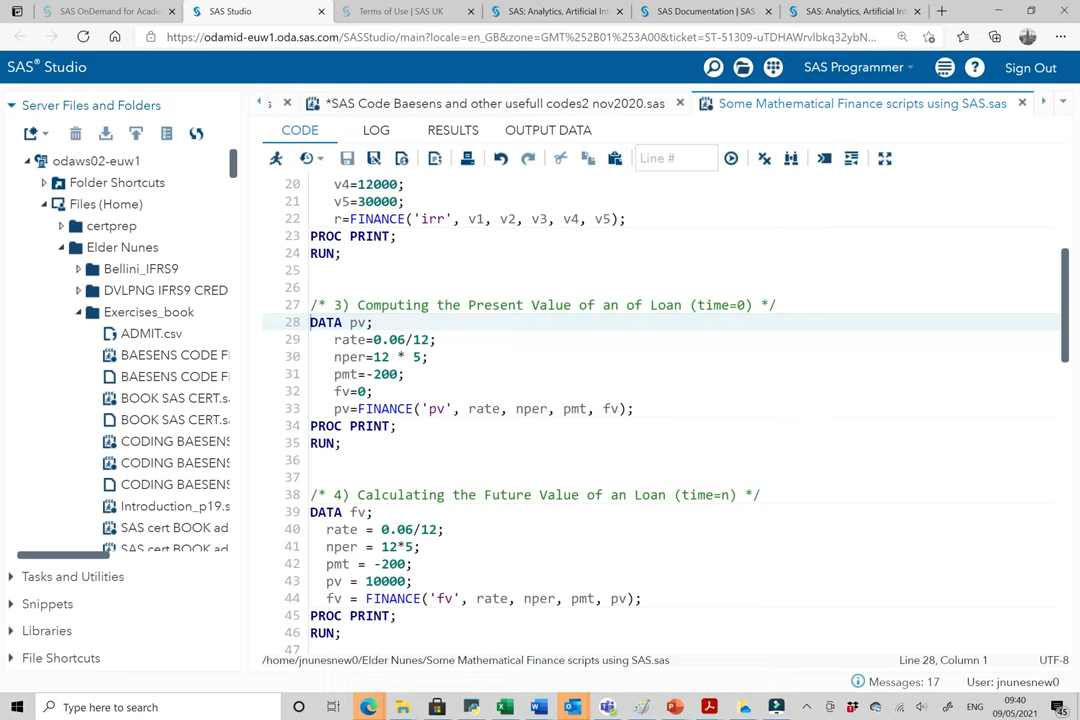 SAS OnDemand for Acade
SAS Studio
Terms of Use | SAS UK
SAS: Analytics, Artificial Int
SAS Documentation | SAS
SAS: Analytics, Artificial Int
https://odamid-euw1.oda.sas.com/SASStudio/main?locale=en_GB&zone=GMT%252B01%253A00&ticket=ST-51309-uTDHAWrvlbkq32ybN...
SAS® Studio
SAS Programmer
Sign Out
Server Files and Folders
s
*SAS Code Baesens and other usefull codes2 nov2020.sas
Some Mathematical Finance scripts using SAS.sas
CODE
LOG
RESULTS
OUTPUT DATA
Line #
odaws02-euw1
Folder Shortcuts
Files (Home)
certprep
Elder Nunes
Bellini_IFRS9
DVLPNG IFRS9 CRED
Exercises_book
ADMIT.csv
BAESENS CODE F
BAESENS CODE F
BOOK SAS CERT.s
BOOK SAS CERT.s
CODING BAESENS
CODING BAESENS
CODING BAESENS
Introduction_p19.s
SAS cert BOOK ad
SAS cert BOOK ad
Tasks and Utilities
Snippets
Libraries
File Shortcuts
20 v4=12000;
21 v5=30000;
22 r=FINANCE('irr', v1, v2, v3, v4, v5);
23 PROC PRINT;
24 RUN;
25
26
27 /* 3) Computing the Present Value of an of Loan (time=0) */
28 DATA pv;
29 rate=0.06/12;
30 nper=12 * 5;
31 pmt=-200;
32 fv=0;
33 pv=FINANCE('pv', rate, nper, pmt, fv);
34 PROC PRINT;
35 RUN;
36
37
38 /* 4) Calculating the Future Value of an Loan (time=n) */
39 DATA fv;
40 rate = 0.06/12;
41 nper = 12*5;
42 pmt = -200;
43 pv = 10000;
44 fv = FINANCE('fv', rate, nper, pmt, pv);
45 PROC PRINT;
46 RUN;
47
/home/jnunesnew0/Elder Nunes/Some Mathematical Finance scripts using SAS.sas
Line 28, Column 1
UTF-8
Messages: 17
User: jnunesnew0
Type here to search
ENG
09:40
09/05/2021
45